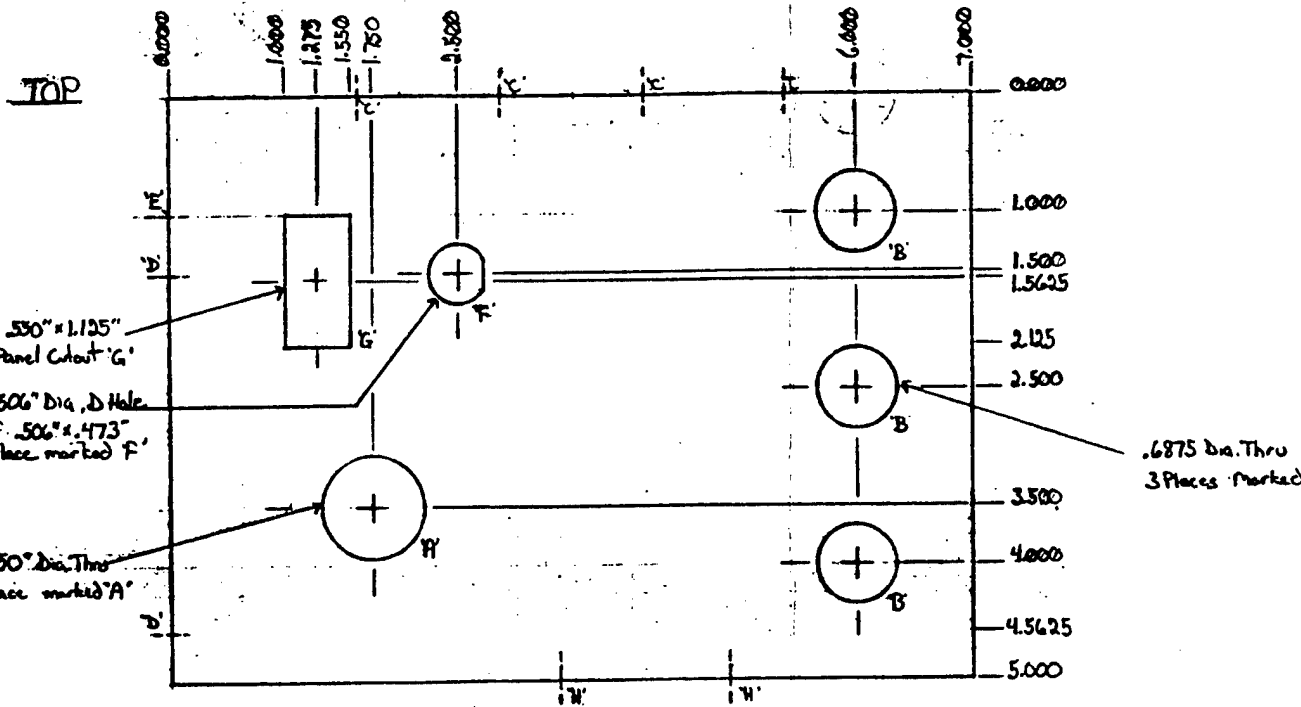 0.000
1.000
1.275
1.550
1.750
2.500
6.000
7.000
TOP
'C'
'C'
'C'
0.000
'E'
1.000
'B'
1.500
1.5625
'F'
.550" x 1.125"
Panel Cutout 'G'
'G'
2.125
2.500
'B'
506" Dia, D Hole
.506" x .473"
lace marked 'F'
.6875 Dia. Thru
3 Places Marked
3.500
50" Dia. Thru
ace marked "A"
'A'
4.000
'B'
'D'
4.5625
5.000
'H'
'H'